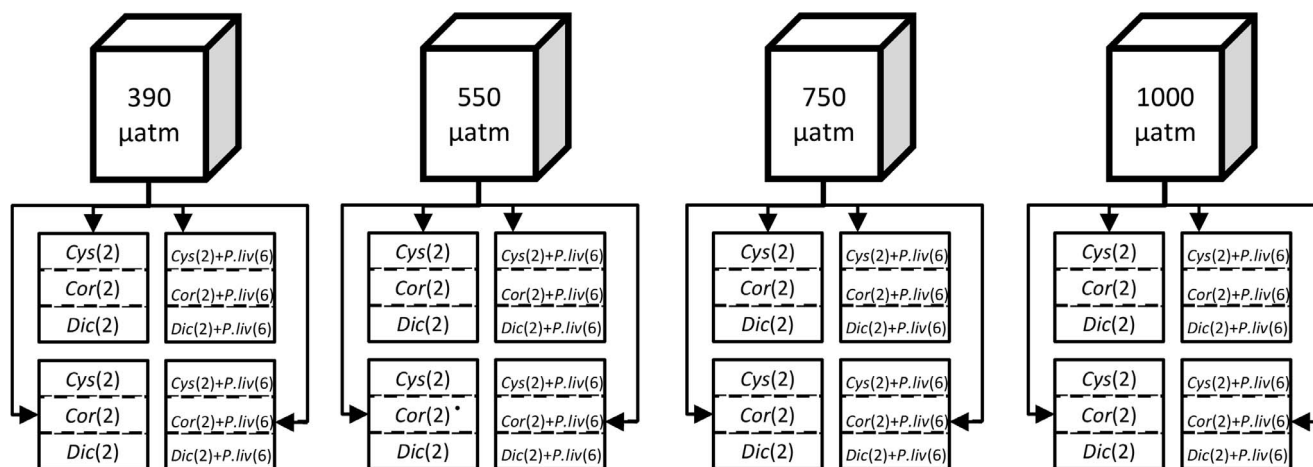 390
µatm
550
µatm
750
µatm
1000
µatm
Cys(2)
Cor(2)
Dic(2)
Cys(2)+P.liv(6)
Cor(2)+P.liv(6)
Dic(2)+P.liv(6)
Cys(2)
Cor(2)
Dic(2)
Cys(2)+P.liv(6)
Cor(2)+P.liv(6)
Dic(2)+P.liv(6)
Cys(2)
Cor(2)
Dic(2)
Cys(2)+P.liv(6)
Cor(2)+P.liv(6)
Dic(2)+P.liv(6)
Cys(2)
Cor(2)
Dic(2)
Cys(2)+P.liv(6)
Cor(2)+P.liv(6)
Dic(2)+P.liv(6)
Cys(2)
Cor(2)
Dic(2)
Cys(2)+P.liv(6)
Cor(2)+P.liv(6)
Dic(2)+P.liv(6)
Cys(2)
Cor(2)
Dic(2)
Cys(2)+P.liv(6)
Cor(2)+P.liv(6)
Dic(2)+P.liv(6)
Cys(2)
Cor(2)
Dic(2)
Cys(2)+P.liv(6)
Cor(2)+P.liv(6)
Dic(2)+P.liv(6)
Cys(2)
Cor(2)
Dic(2)
Cys(2)+P.liv(6)
Cor(2)+P.liv(6)
Dic(2)+P.liv(6)